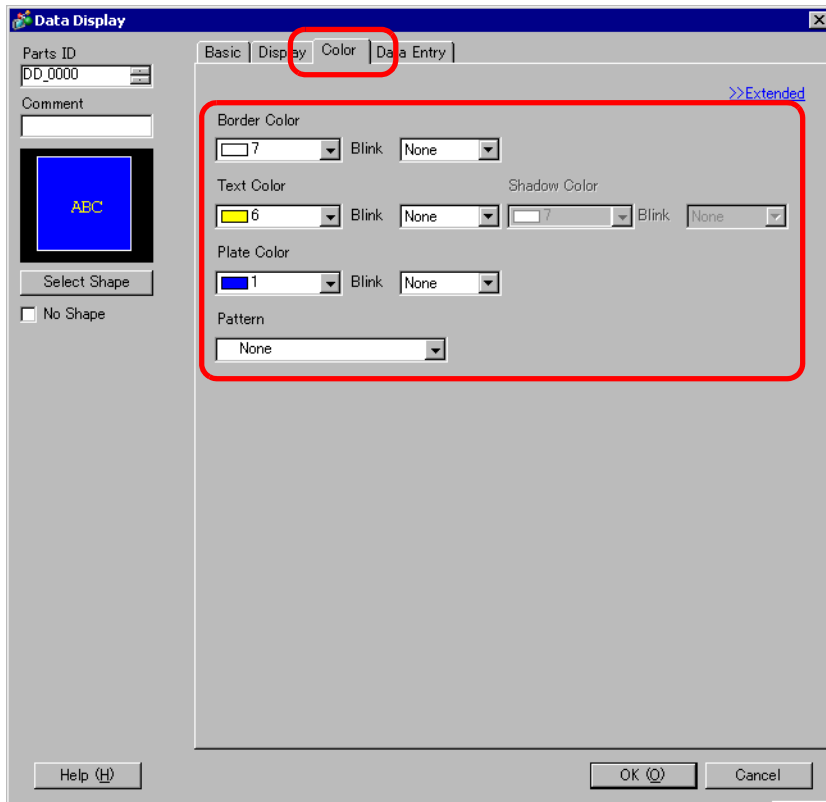 Data Display
Parts ID
DD_0000
Comment
ABC
Select Shape
No Shape
Basic Display Color Data Entry
>>Extended
Border Color
7 Blink None
Text Color Shadow Color
6 Blink None 7 Blink None
Plate Color
1 Blink None
Pattern
None
Help (H) OK (O) Cancel